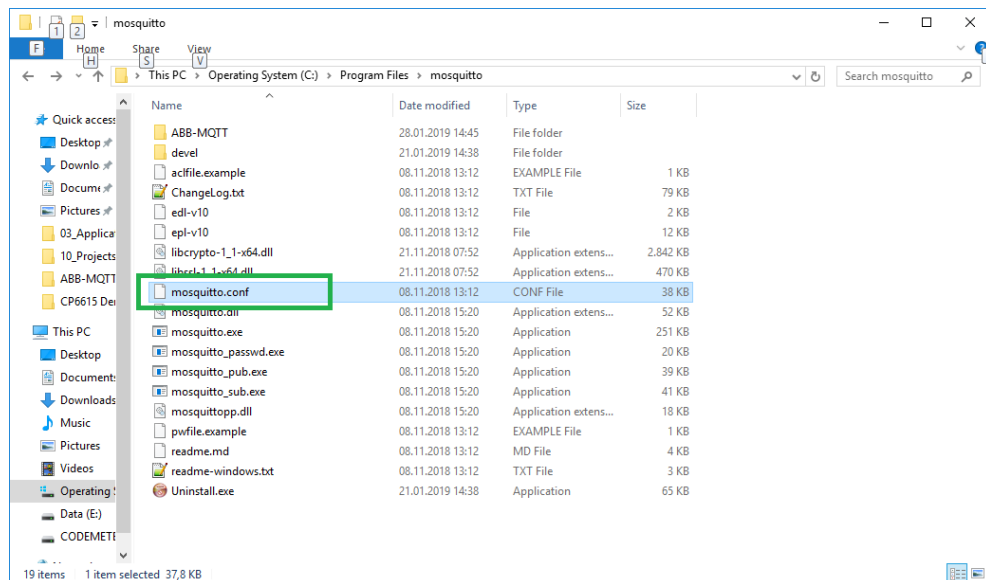 1 2 mosquitto
F Home Share View
H S V
This PC > Operating System (C:) > Program Files > mosquitto Search mosquitto
Name Date modified Type Size
Quick access
Desktop
Downlo
Docume
Pictures
03_Applica
10_Projects
ABB-MQTT
CP6615 Der
This PC
Desktop
Documents
Downloads
Music
Pictures
Videos
Operating S
Data (E:)
CODEMETE
ABB-MQTT 28.01.2019 14:45 File folder
devel 21.01.2019 14:38 File folder
aclfile.example 08.11.2018 13:12 EXAMPLE File 1 KB
ChangeLog.txt 08.11.2018 13:12 TXT File 79 KB
edl-v10 08.11.2018 13:12 File 2 KB
epl-v10 08.11.2018 13:12 File 12 KB
libcrypto-1_1-x64.dll 21.11.2018 07:52 Application extens... 2.842 KB
libssl-1_1-x64.dll 21.11.2018 07:52 Application extens... 470 KB
mosquitto.conf 08.11.2018 13:12 CONF File 38 KB
mosquitto.dll 08.11.2018 15:20 Application extens... 52 KB
mosquitto.exe 08.11.2018 15:20 Application 251 KB
mosquitto_passwd.exe 08.11.2018 15:20 Application 20 KB
mosquitto_pub.exe 08.11.2018 15:20 Application 39 KB
mosquitto_sub.exe 08.11.2018 15:20 Application 41 KB
mosquittopp.dll 08.11.2018 15:20 Application extens... 18 KB
pwfile.example 08.11.2018 13:12 EXAMPLE File 1 KB
readme.md 08.11.2018 13:12 MD File 4 KB
readme-windows.txt 08.11.2018 13:12 TXT File 3 KB
Uninstall.exe 21.01.2019 14:38 Application 65 KB
19 items 1 item selected 37,8 KB